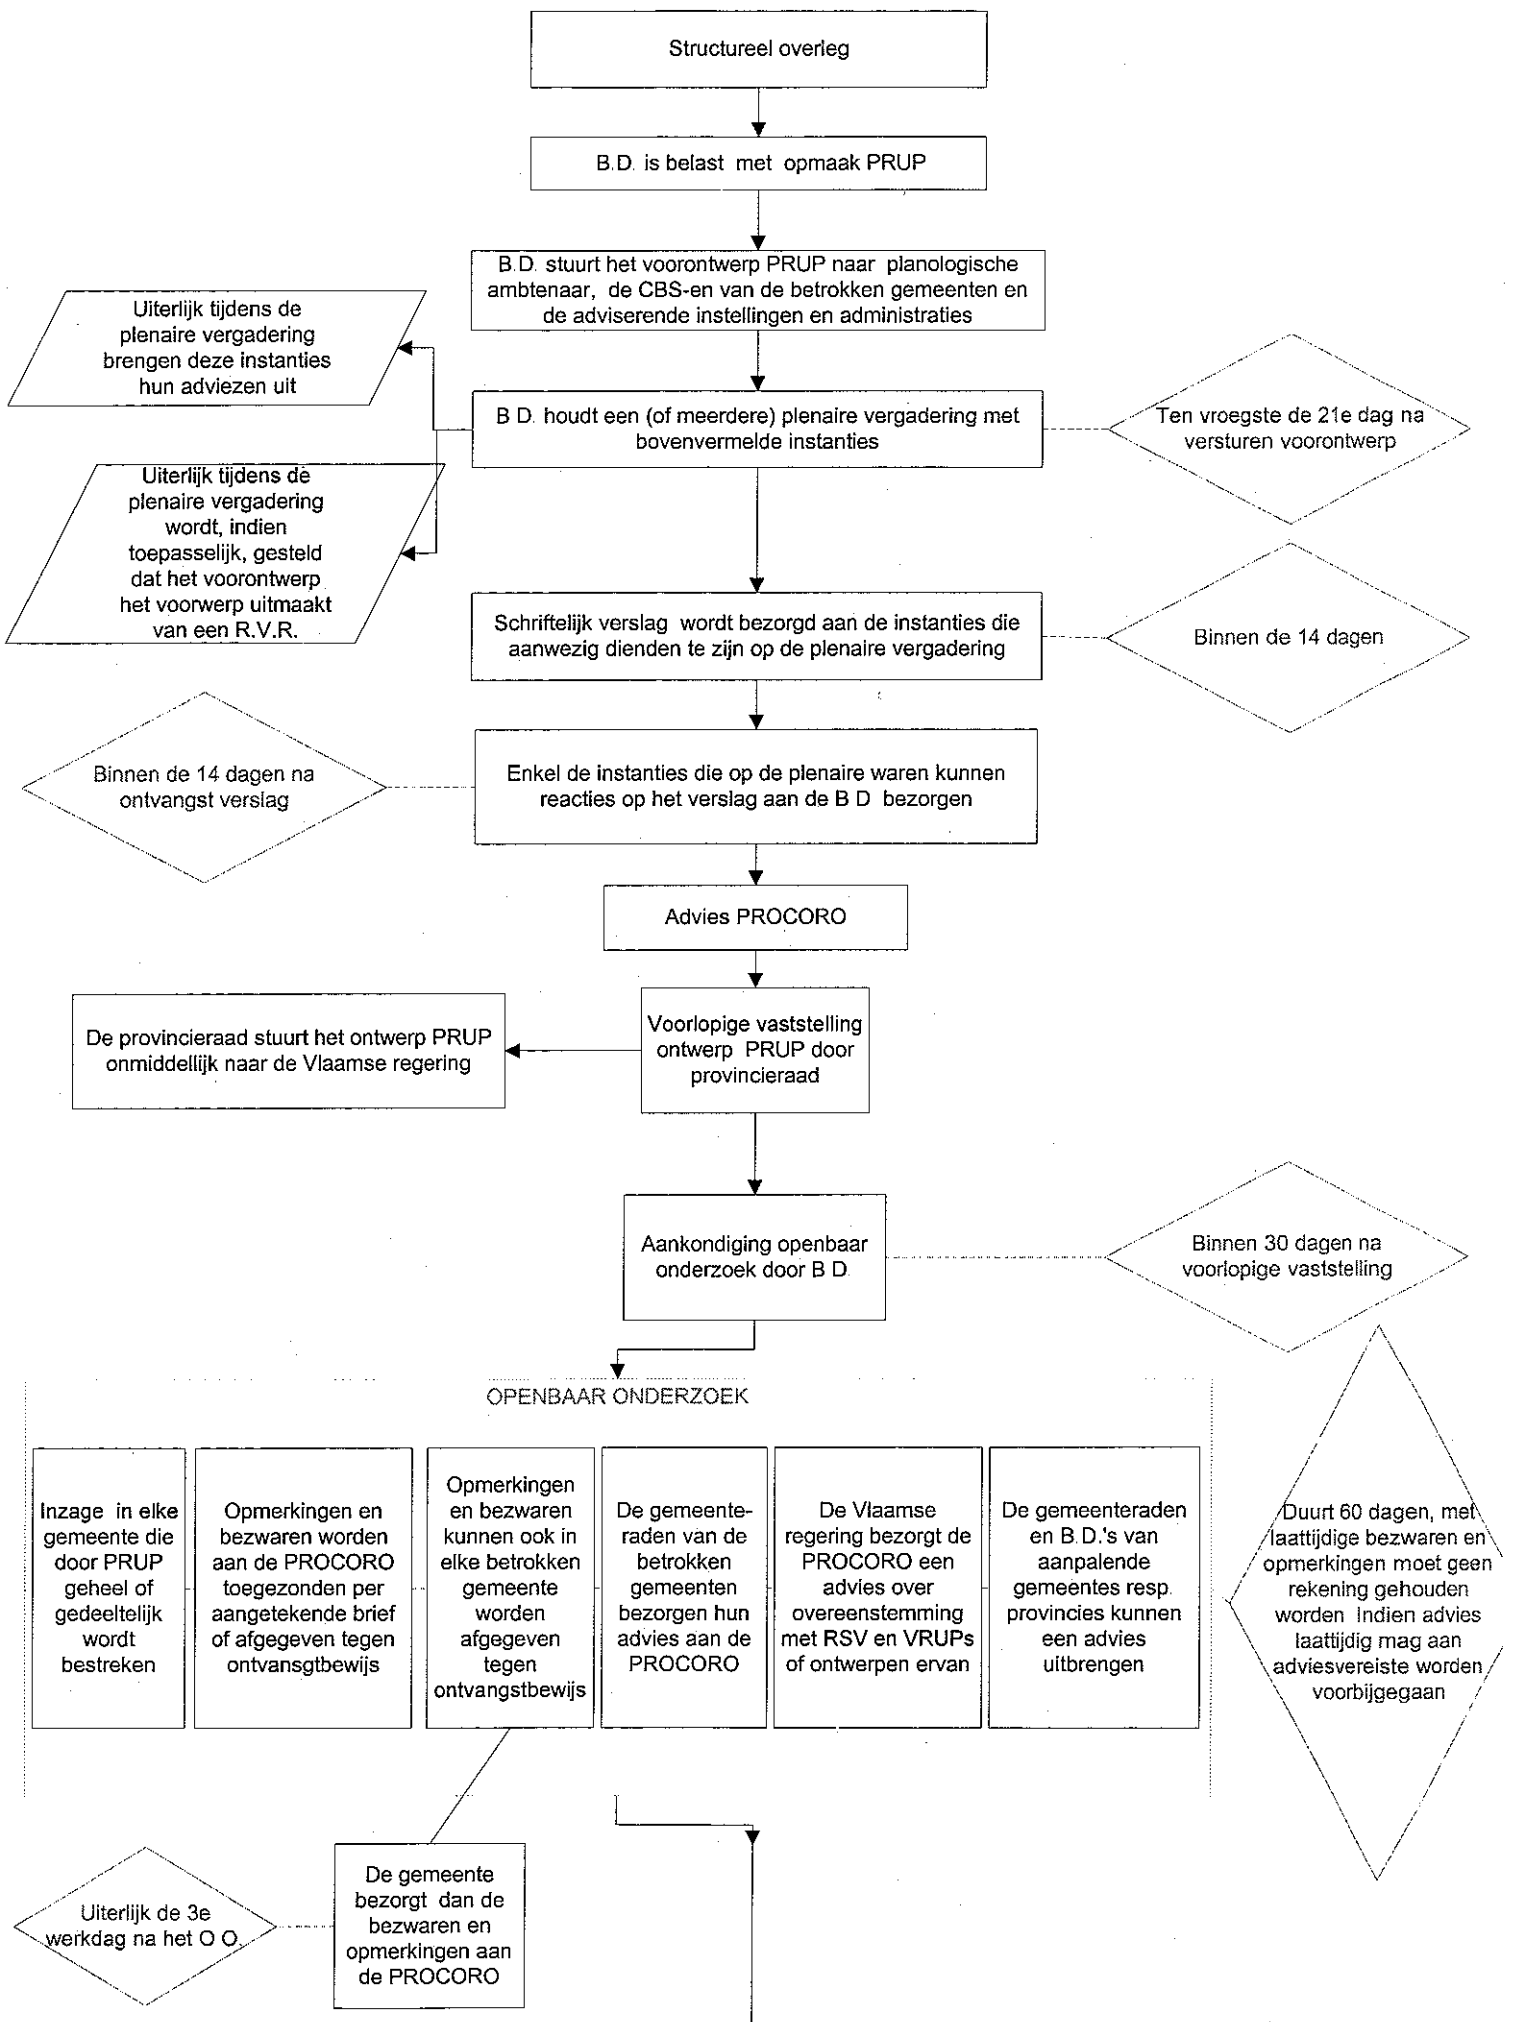 Structureel overleg
B.D. is belast met opmaak PRUP
B.D. stuurt het voorontwerp PRUP naar planologische
ambtenaar, de CBS-en van de betrokken gemeenten en
de adviserende instellingen en administraties
Uiterlijk tijdens de
plenaire vergadering
brengen deze instanties
hun adviezen uit
B D. houdt een (of meerdere) plenaire vergadering met
bovenvermelde instanties
Ten vroegste de 21e dag na
versturen voorontwerp
Uiterlijk tijdens de
plenaire vergadering
wordt, indien
toepasselijk, gesteld
dat het voorontwerp
het voorwerp uitmaakt
van een R.V.R.
Schriftelijk verslag wordt bezorgd aan de instanties die
aanwezig dienden te zijn op de plenaire vergadering
Binnen de 14 dagen
Binnen de 14 dagen na
ontvangst verslag
Enkel de instanties die op de plenaire waren kunnen
reacties op het verslag aan de B D bezorgen
Advies PROCORO
De provincieraad stuurt het ontwerp PRUP
onmiddellijk naar de Vlaamse regering
Voorlopige vaststelling
ontwerp PRUP door
provincieraad
Aankondiging openbaar
onderzoek door B D.
Binnen 30 dagen na
voorlopige vaststelling
OPENBAAR ONDERZOEK
Inzage in elke
gemeente die
door PRUP
geheel of
gedeeltelijk
wordt
bestreken
Opmerkingen en
bezwaren worden
aan de PROCORO
toegezonden per
aangetekende brief
of afgegeven tegen
ontvansgtbewijs
Opmerkingen
en bezwaren
kunnen ook in
elke betrokken
gemeente
worden
afgegeven
tegen
ontvangstbewijs
De gemeente-
raden van de
betrokken
gemeenten
bezorgen hun
advies aan de
PROCORO
De Vlaamse
regering bezorgt de
PROCORO een
advies over
overeenstemming
met RSV en VRUPs
of ontwerpen ervan
De gemeenteraden
en B.D.'s van
aanpalende
gemeentes resp.
provincies kunnen
een advies
uitbrengen
Duurt 60 dagen, met
laattijdige bezwaren en
opmerkingen moet geen
rekening gehouden
worden Indien advies
laattijdig mag aan
adviesvereiste worden
voorbijgegaan
Uiterlijk de 3e
werkdag na het O O.
De gemeente
bezorgt dan de
bezwaren en
opmerkingen aan
de PROCORO